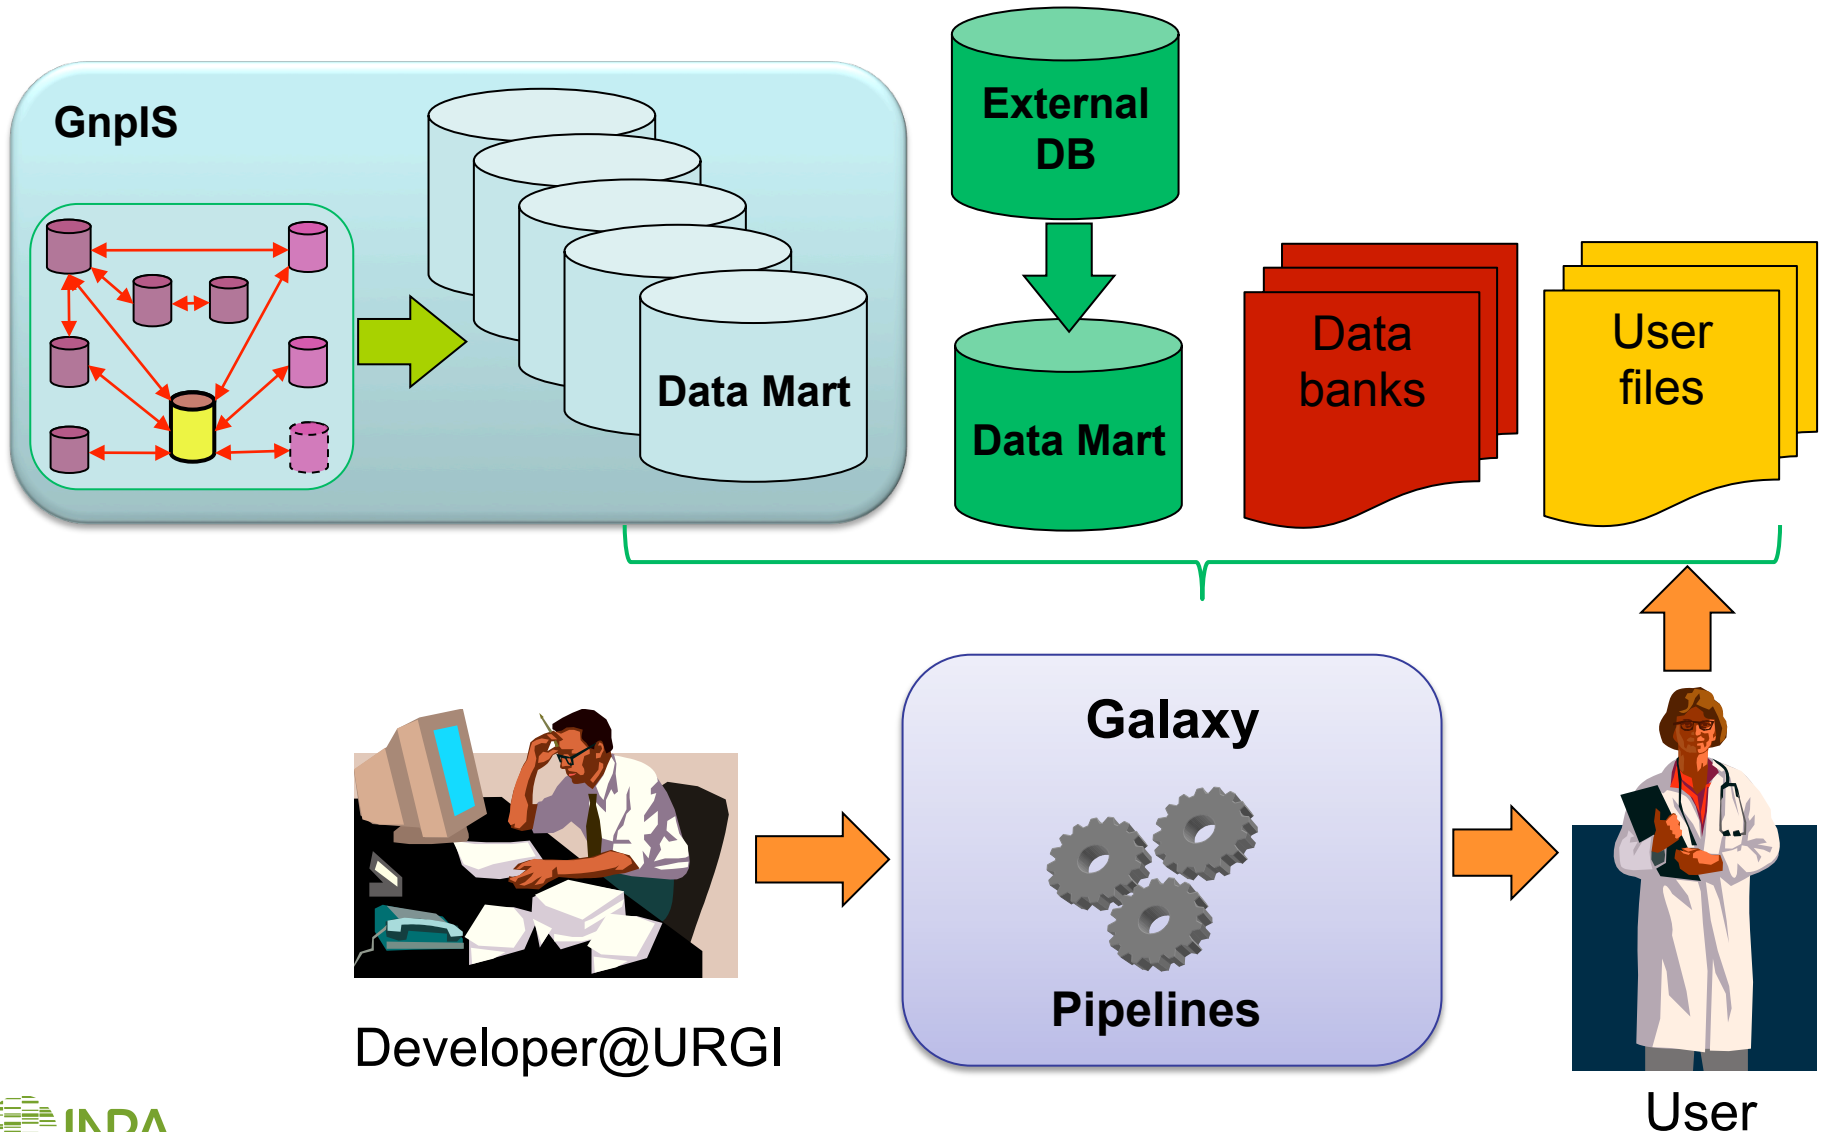 GnpIS
Data Mart
External
DB
Data Mart
Data
banks
User
files
Galaxy
Pipelines
Developer@URGI
User